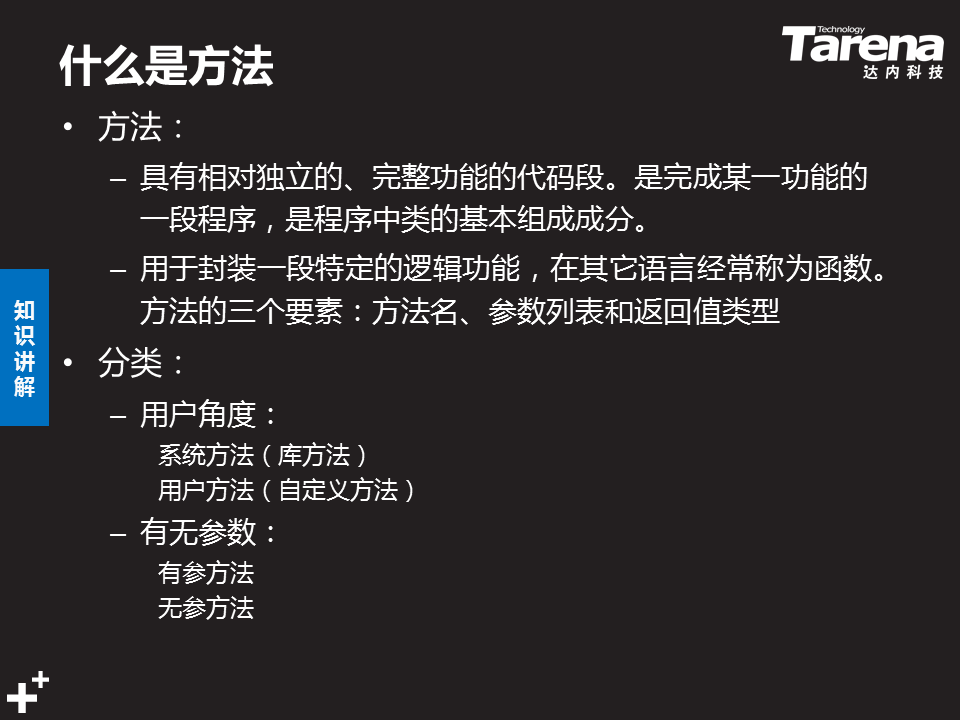 什么是方法
Technology
Tarena
达内科技
• 方法：
– 具有相对独立的、完整功能的代码段。是完成某一功能的
一段程序，是程序中类的基本组成成分。
– 用于封装一段特定的逻辑功能，在其它语言经常称为函数。
方法的三个要素：方法名、参数列表和返回值类型
知识讲解
• 分类：
– 用户角度：
系统方法（库方法）
用户方法（自定义方法）
– 有无参数：
有参方法
无参方法